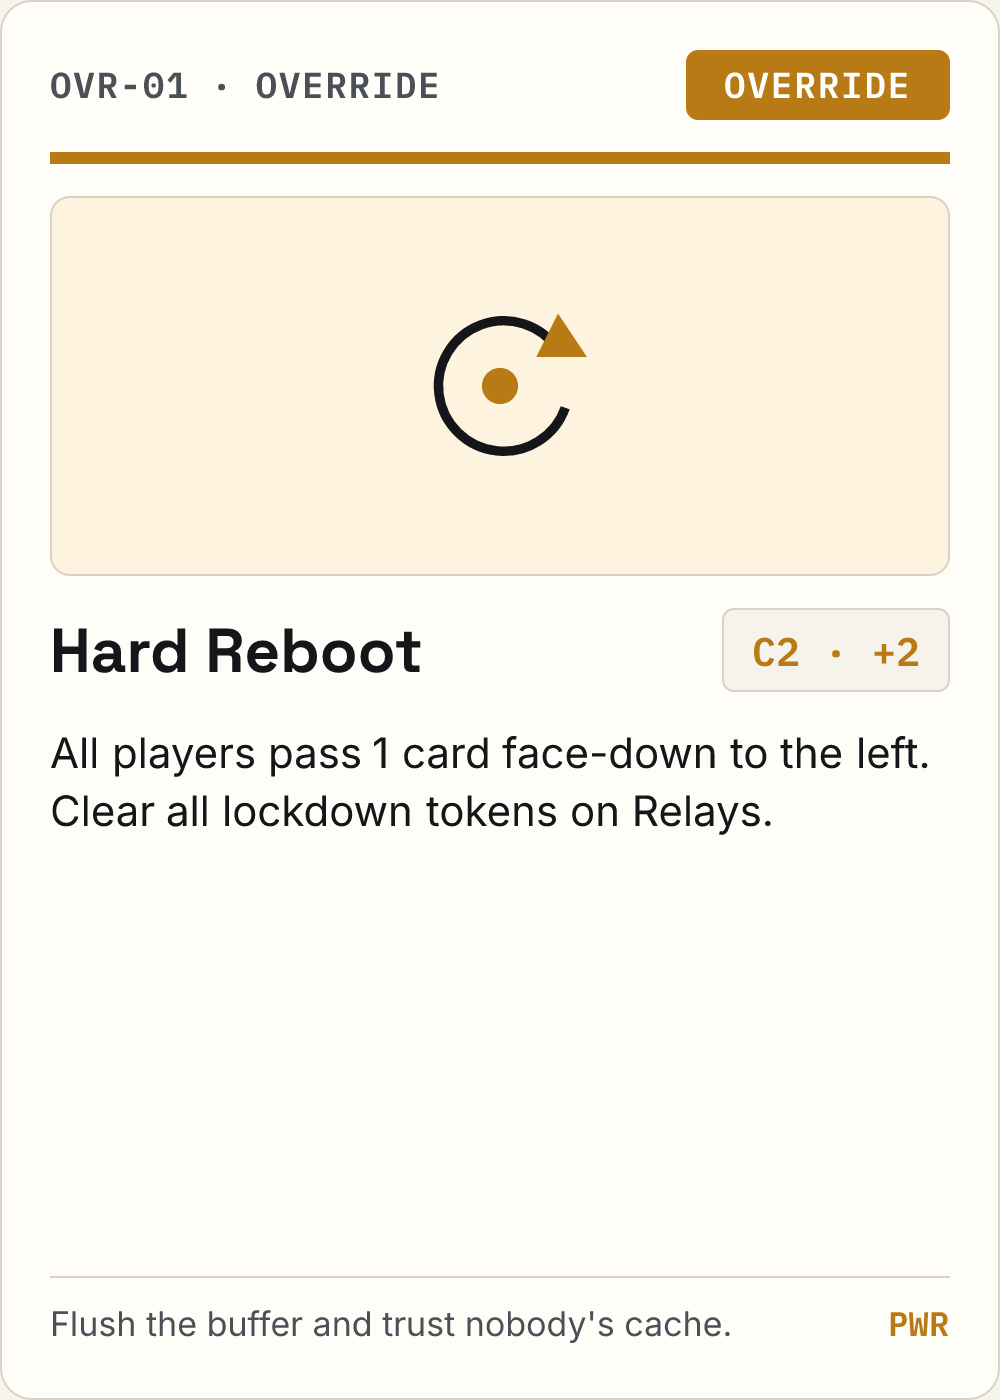 OVR-01 · OVERRIDE
OVERRIDE
Hard Reboot
C2 · +2
All players pass 1 card face-down to the left.
Clear all lockdown tokens on Relays.
Flush the buffer and trust nobody's cache.
PWR